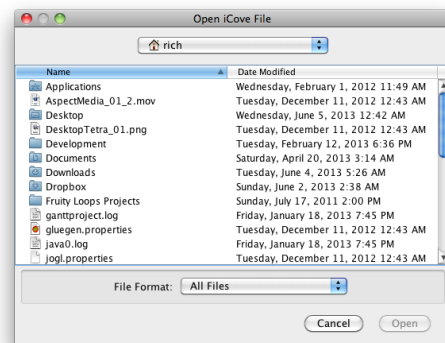 Open iCove File
rich
Name Date Modified
Applications Wednesday, February 1, 2012 11:49 AM
AspectMedia_01_2.mov Tuesday, December 11, 2012 12:43 AM
Desktop Wednesday, June 5, 2013 12:42 AM
DesktopTetra_01.png Tuesday, December 11, 2012 12:43 AM
Development Tuesday, February 12, 2013 6:36 PM
Documents Saturday, April 20, 2013 3:14 AM
Downloads Tuesday, June 4, 2013 5:26 AM
Dropbox Sunday, June 2, 2013 2:38 AM
Fruity Loops Projects Sunday, July 17, 2011 2:00 PM
ganttproject.log Friday, January 18, 2013 7:45 PM
gluegen.properties Tuesday, December 11, 2012 12:43 AM
java0.log Friday, January 18, 2013 7:45 PM
jogl.properties Tuesday, December 11, 2012 12:43 AM
File Format: All Files
Cancel Open